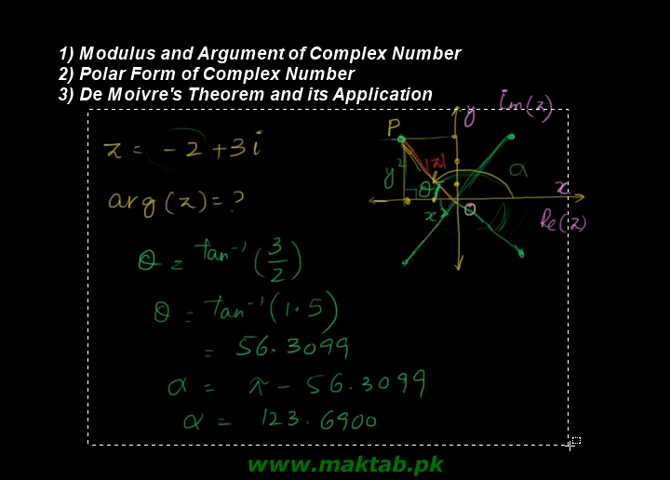 1) Modulus and Argument of Complex Number
2) Polar Form of Complex Number
3) De Moivre's Theorem and its Application
z = -2 + 3i
arg(z) = ?
θ = tan⁻¹(3/2)
θ = tan⁻¹(1.5)
= 56.3099
α = π - 56.3099
α = 123.6900
y Im(z)
P
|z|
α
y
θ
x
x
O
Re(z)
www.maktab.pk